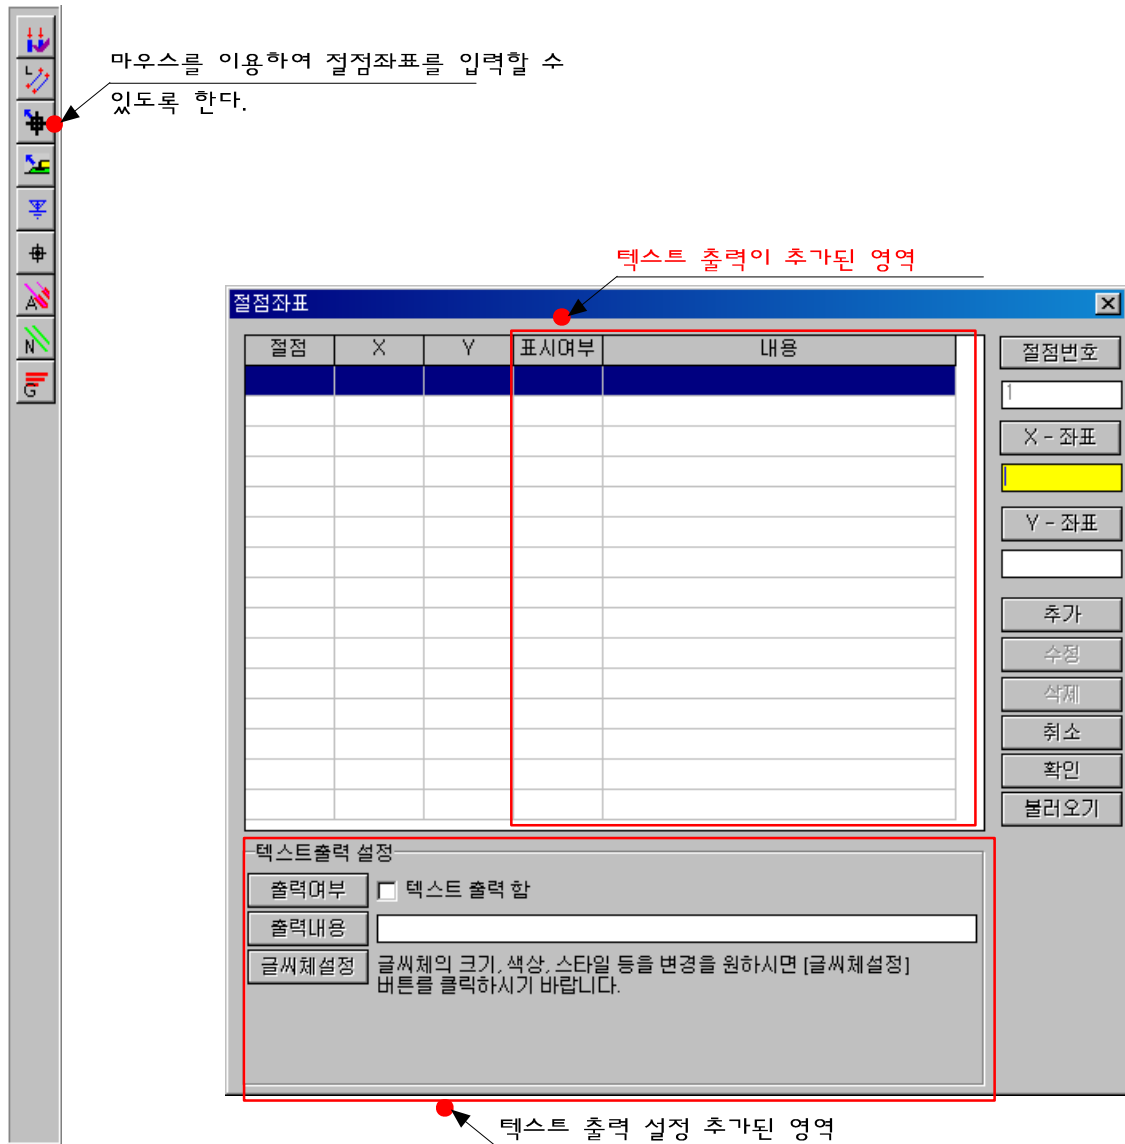 마우스를 이용하여 절점좌표를 입력할 수
있도록 한다.
L
A
N
G
텍스트 출력이 추가된 영역
절점좌표
절점 X Y 표시여부 내용
절점번호
1
X - 좌표
Y - 좌표
추가
수정
삭제
취소
확인
불러오기
텍스트출력 설정
출력여부 텍스트 출력 함
출력내용
글씨체설정 글씨체의 크기, 색상, 스타일 등을 변경을 원하시면 [글씨체설정]
버튼를 클릭하시기 바랍니다.
텍스트 출력 설정 추가된 영역